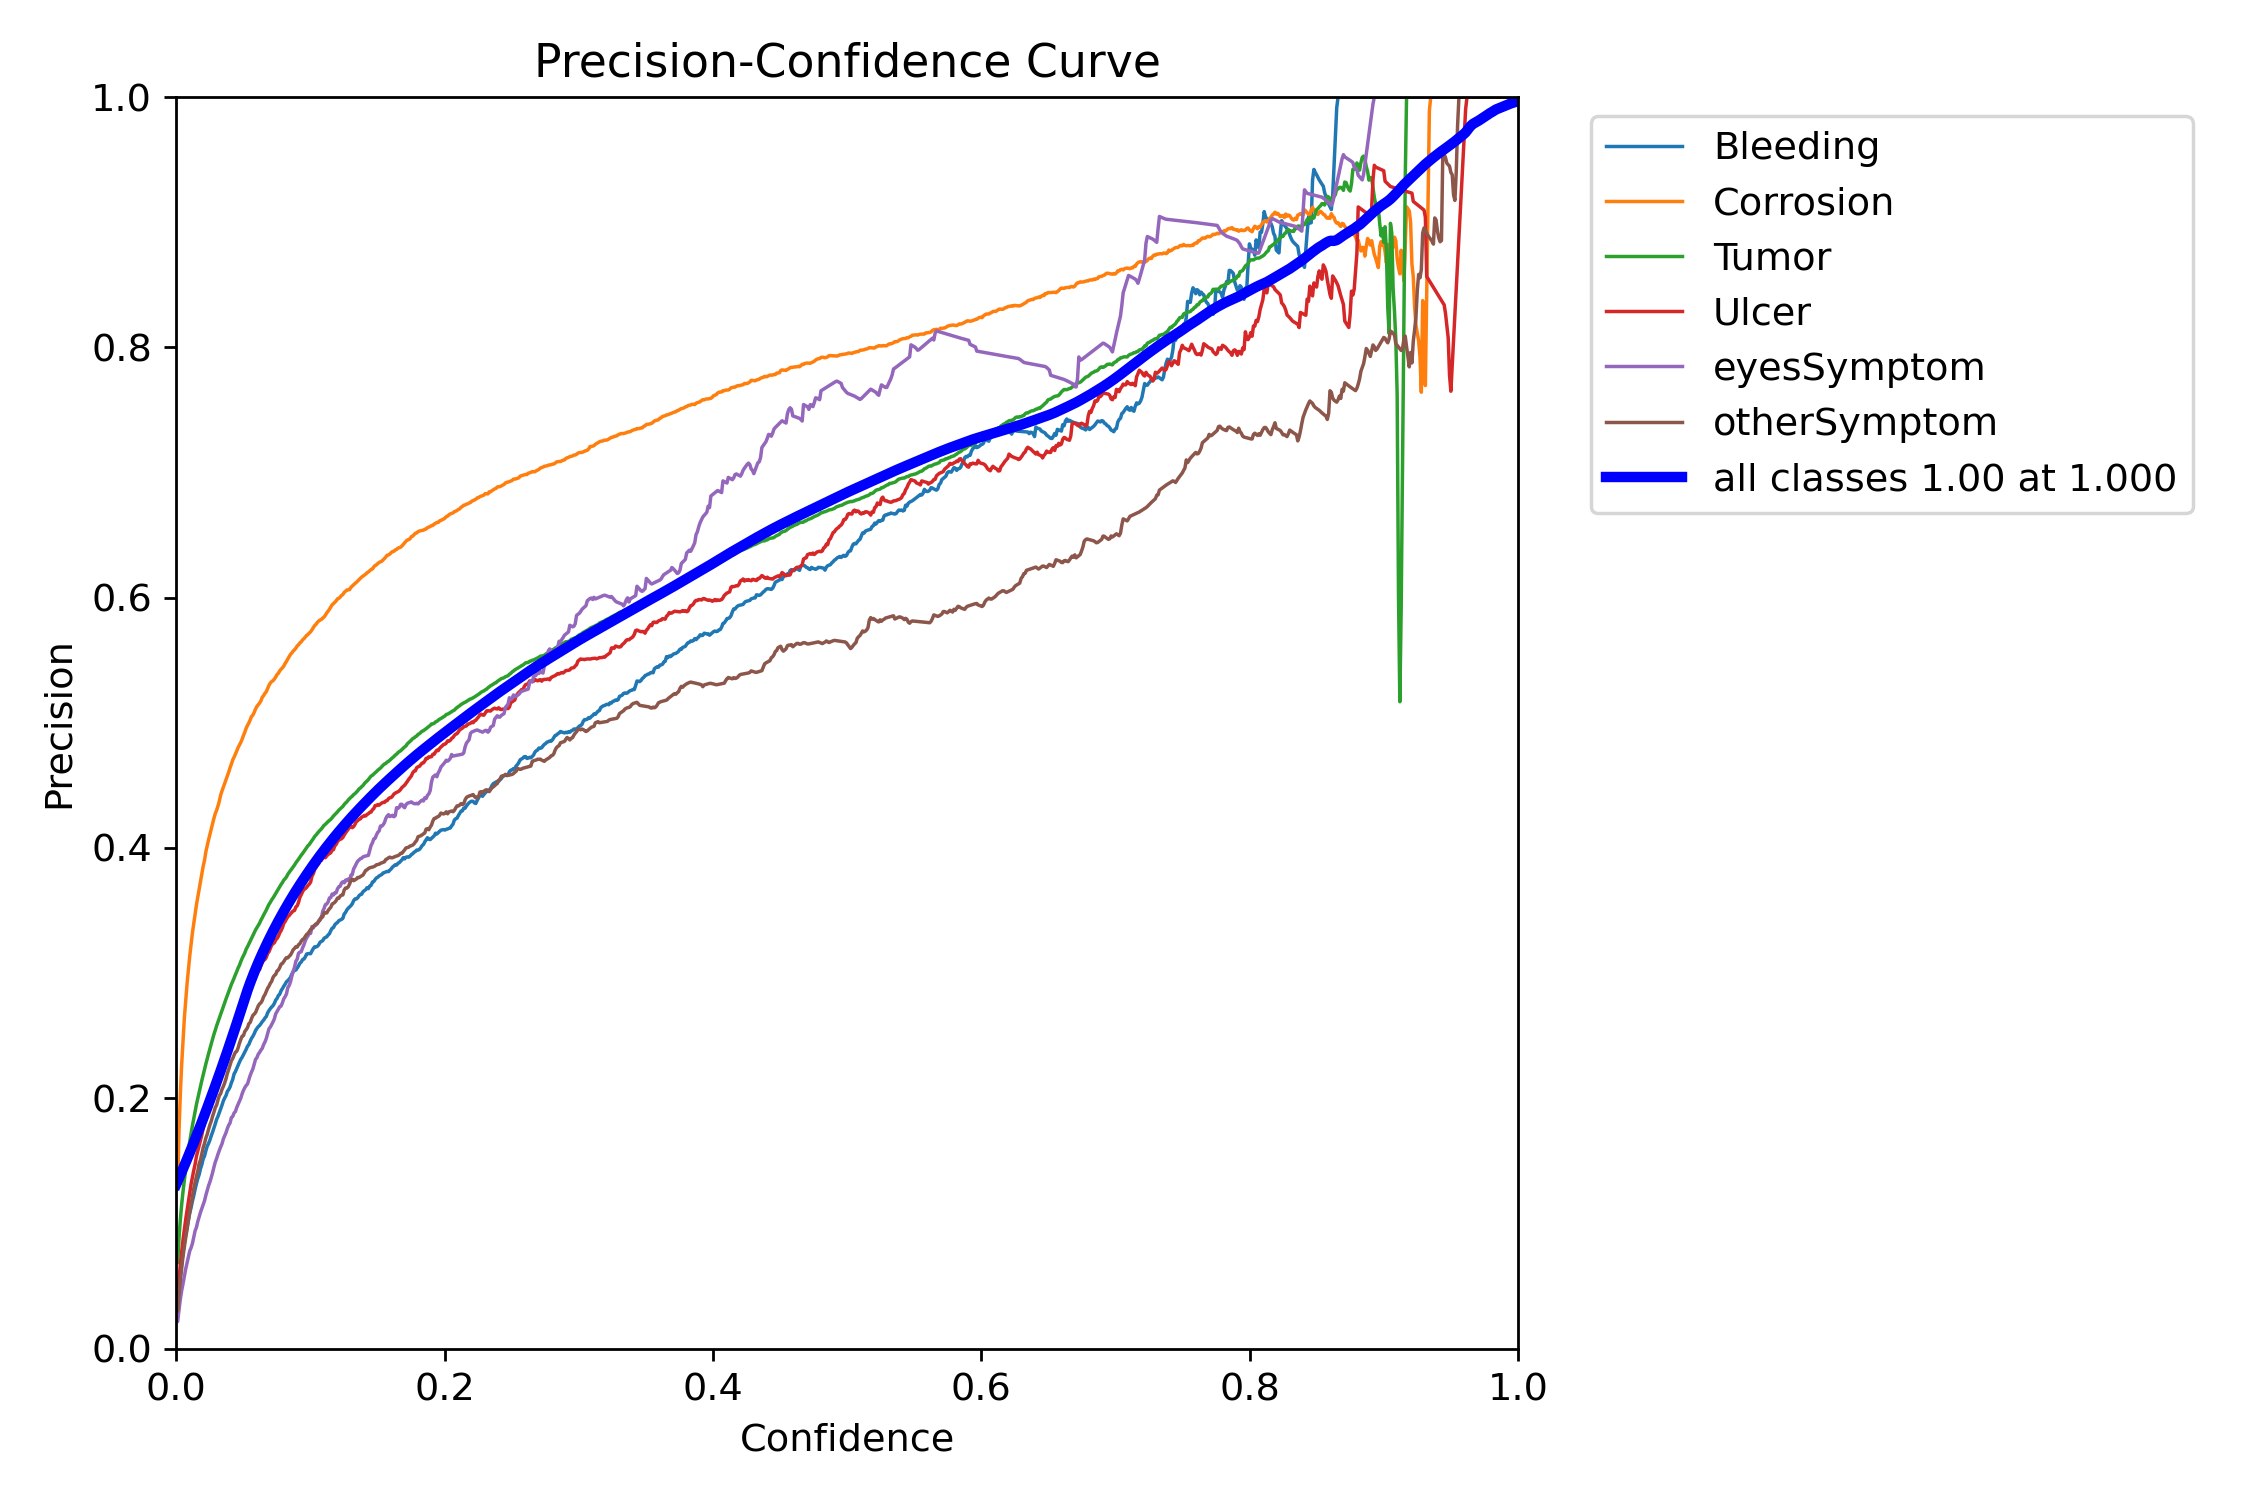 Precision-Confidence Curve
1.0
0.8
0.6
0.4
0.2
0.0
Precision
0.0 0.2 0.4 0.6 0.8 1.0
Confidence
Bleeding
Corrosion
Tumor
Ulcer
eyesSymptom
otherSymptom
all classes 1.00 at 1.000